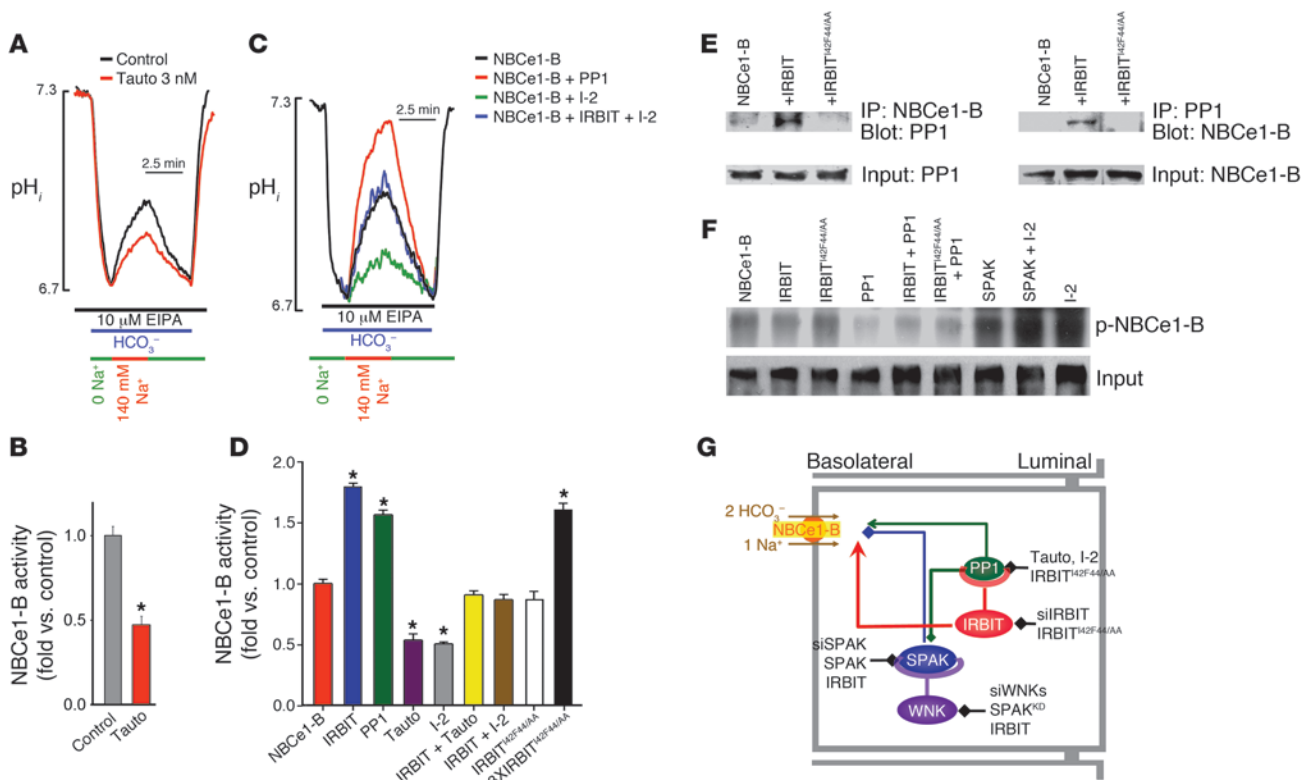 A
Control
Tauto 3 nM
7.3
pHi
6.7
2.5 min
10 µM EIPA
HCO3−
0 Na+
140 mM
Na+
B
NBCe1-B activity
(fold vs. control)
1.0
0.5
0.0
Control
Tauto
*
C
NBCe1-B
NBCe1-B + PP1
NBCe1-B + I-2
NBCe1-B + IRBIT + I-2
7.3
pHi
6.7
2.5 min
10 µM EIPA
HCO3−
0 Na+
140 mM
Na+
D
NBCe1-B activity
(fold vs. control)
2.0
1.5
1.0
0.5
0.0
*
*
*
*
*
NBCe1-B
IRBIT
PP1
Tauto
I-2
IRBIT + Tauto
IRBIT + I-2
IRBITI42F44/AA
XIRBITI42F44/AA
E
NBCe1-B
+IRBIT
+IRBITI42F44/AA
IP: NBCe1-B
Blot: PP1
Input: PP1
NBCe1-B
+IRBIT
+IRBITI42F44/AA
IP: PP1
Blot: NBCe1-B
Input: NBCe1-B
F
NBCe1-B
IRBIT
IRBITI42F44/AA
PP1
IRBIT + PP1
IRBITI42F44/AA
+ PP1
SPAK
SPAK + I-2
I-2
p-NBCe1-B
Input
G
Basolateral
Luminal
2 HCO3−
NBCe1-B
1 Na+
PP1
Tauto, I-2
IRBITI42F44/AA
IRBIT
siIRBIT
IRBITI42F44/AA
siSPAK
SPAK
IRBIT
SPAK
WNK
siWNKs
SPAKKD
IRBIT